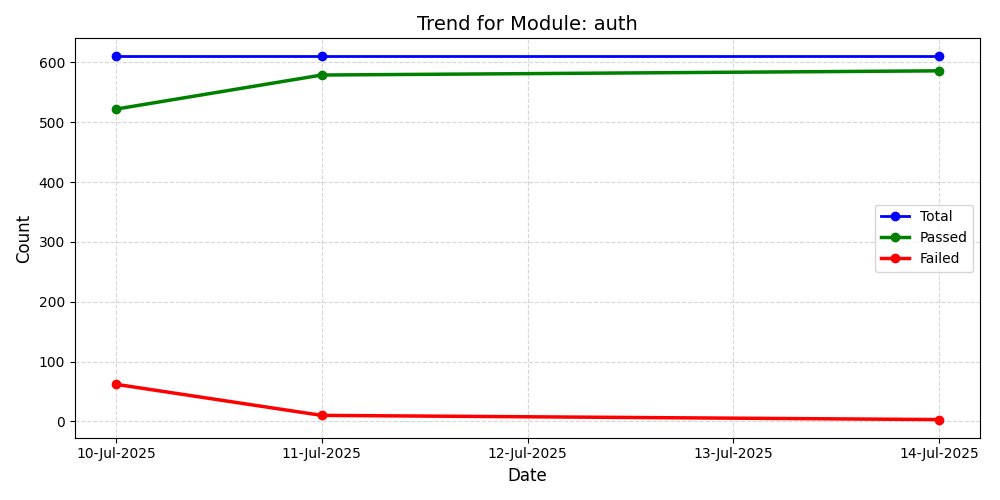 Trend for Module: auth
600
500
400
300
200
100
0
Count
Total
Passed
Failed
10-Jul-2025
11-Jul-2025
12-Jul-2025
13-Jul-2025
14-Jul-2025
Date